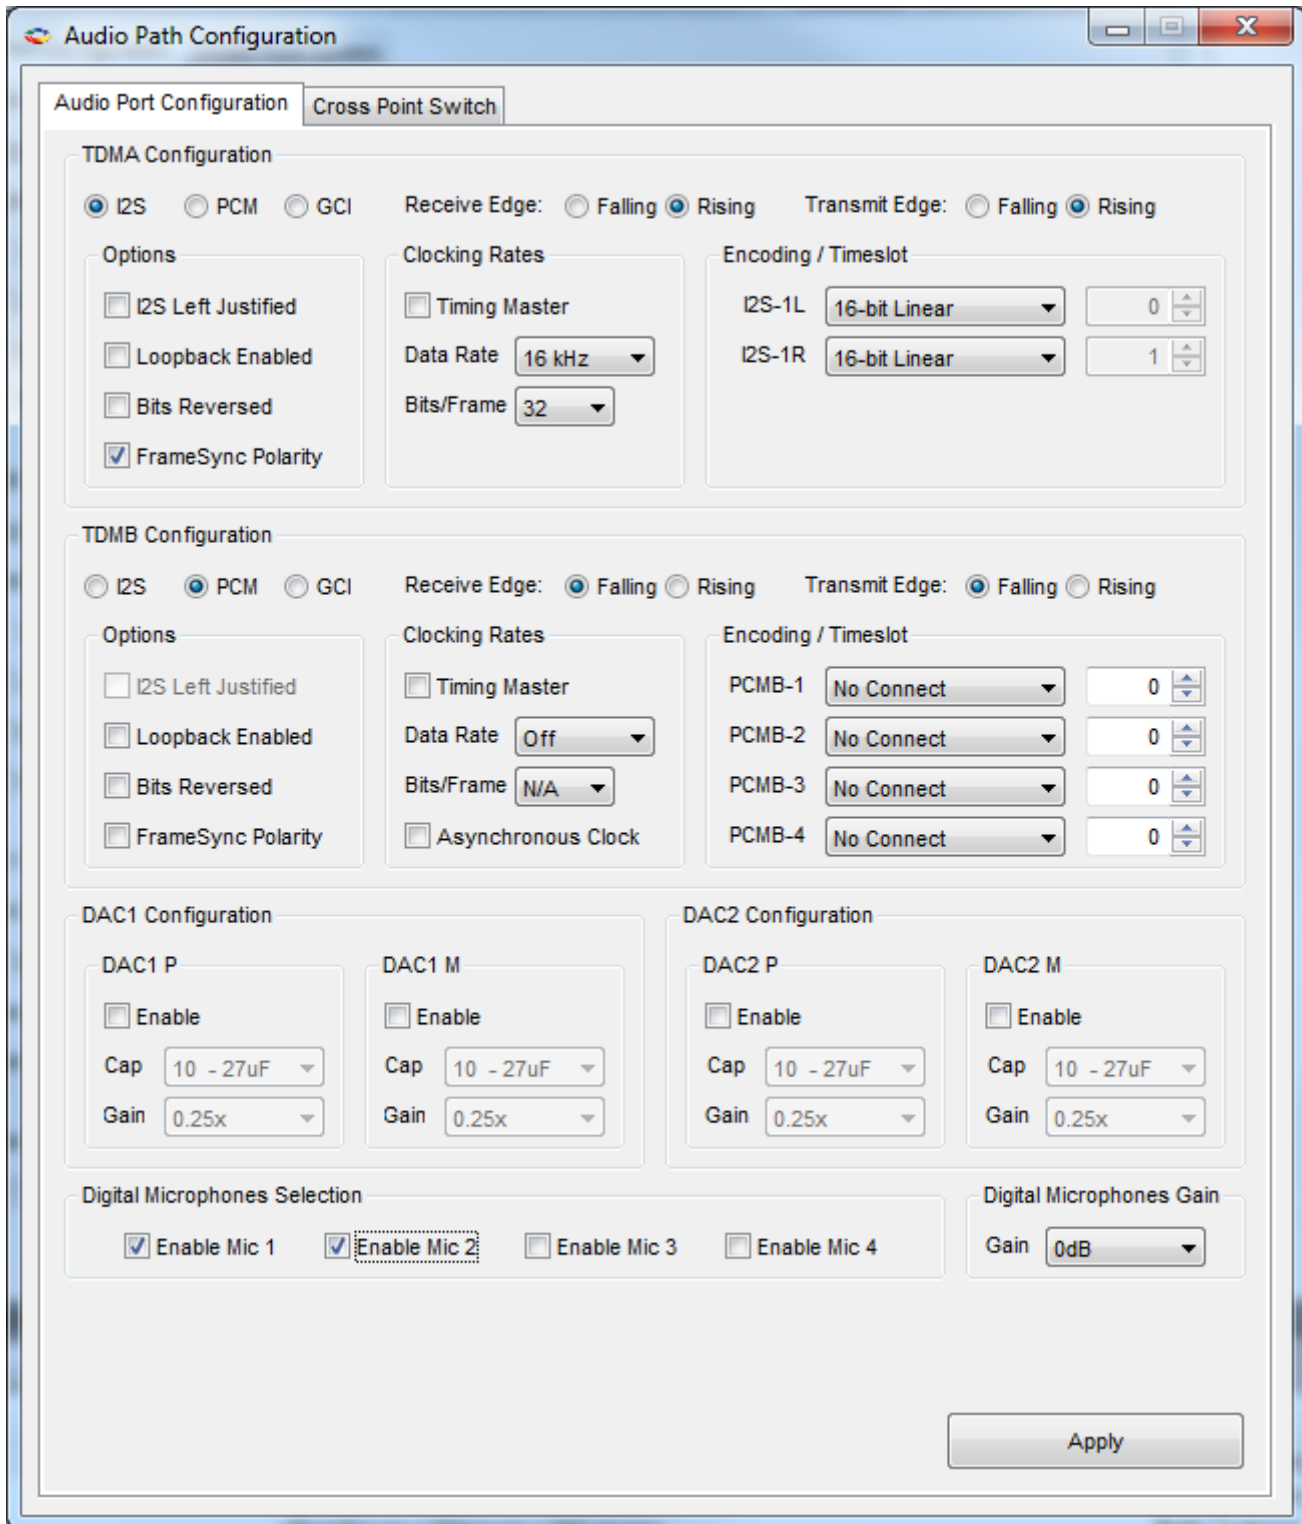 Audio Path Configuration
Audio Port Configuration Cross Point Switch
TDMA Configuration
I2S PCM GCI Receive Edge: Falling Rising Transmit Edge: Falling Rising
Options Clocking Rates Encoding / Timeslot
I2S Left Justified Timing Master I2S-1L 16-bit Linear 0
Loopback Enabled Data Rate 16 kHz I2S-1R 16-bit Linear 1
Bits Reversed Bits/Frame 32
FrameSync Polarity
TDMB Configuration
I2S PCM GCI Receive Edge: Falling Rising Transmit Edge: Falling Rising
Options Clocking Rates Encoding / Timeslot
I2S Left Justified Timing Master PCMB-1 No Connect 0
Loopback Enabled Data Rate Off PCMB-2 No Connect 0
Bits Reversed Bits/Frame N/A PCMB-3 No Connect 0
FrameSync Polarity Asynchronous Clock PCMB-4 No Connect 0
DAC1 Configuration DAC2 Configuration
DAC1 P DAC1 M DAC2 P DAC2 M
Enable Enable Enable Enable
Cap 10 - 27uF Cap 10 - 27uF Cap 10 - 27uF Cap 10 - 27uF
Gain 0.25x Gain 0.25x Gain 0.25x Gain 0.25x
Digital Microphones Selection Digital Microphones Gain
Enable Mic 1 Enable Mic 2 Enable Mic 3 Enable Mic 4 Gain 0dB
Apply